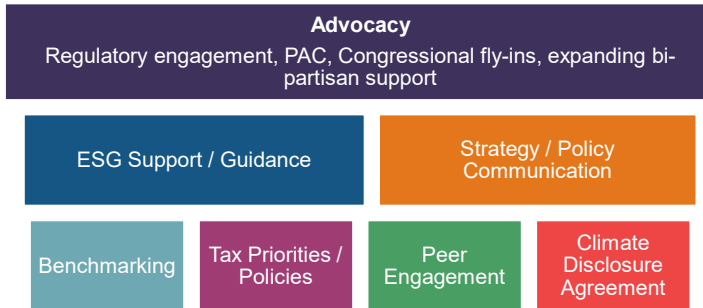 Advocacy
Regulatory engagement, PAC, Congressional fly-ins, expanding bi-
partisan support
ESG Support / Guidance
Strategy / Policy
Communication
Benchmarking
Tax Priorities /
Policies
Peer
Engagement
Climate
Disclosure
Agreement